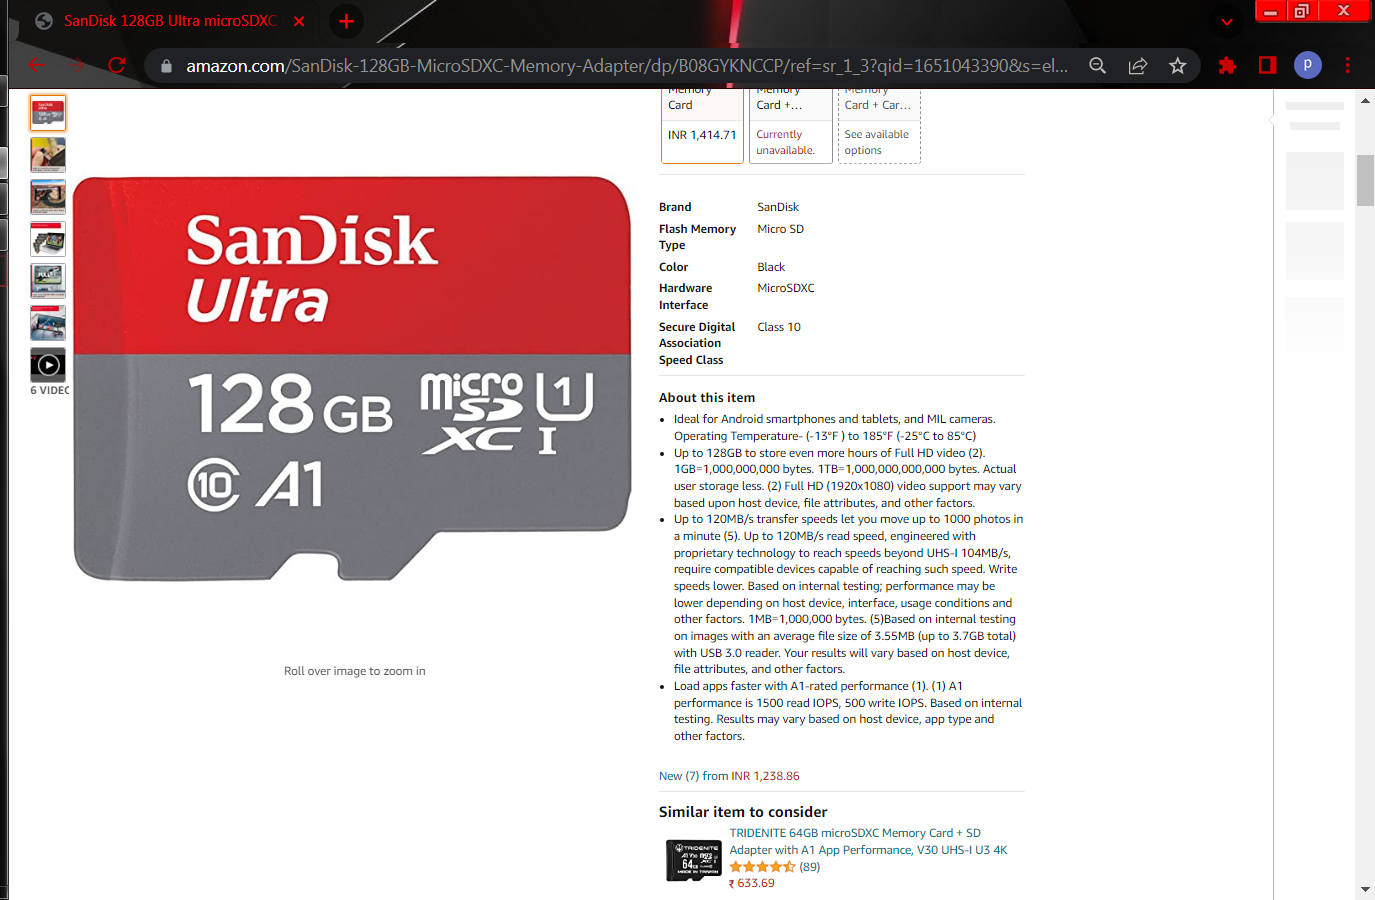 SanDisk 128GB Ultra microSDXC
amazon.com/SanDisk-128GB-MicroSDXC-Memory-Adapter/dp/B08GYKNCCP/ref=sr_1_3?qid=1651043390&s=el...
P
Memory
Card
INR 1,414.71
Memory
Card +...
Currently
unavailable.
Memory
Card + Car...
See available
options
6 VIDEO
SanDisk
Ultra
128 GB
micro
SD
XC I
U1
10 A1
Roll over image to zoom in
Brand SanDisk
Flash Memory Micro SD
Type
Color Black
Hardware MicroSDXC
Interface
Secure Digital Class 10
Association
Speed Class
About this item
Ideal for Android smartphones and tablets, and MIL cameras.
Operating Temperature- (-13°F ) to 185°F (-25°C to 85°C)
Up to 128GB to store even more hours of Full HD video (2).
1GB=1,000,000,000 bytes. 1TB=1,000,000,000,000 bytes. Actual
user storage less. (2) Full HD (1920x1080) video support may vary
based upon host device, file attributes, and other factors.
Up to 120MB/s transfer speeds let you move up to 1000 photos in
a minute (5). Up to 120MB/s read speed, engineered with
proprietary technology to reach speeds beyond UHS-I 104MB/s,
require compatible devices capable of reaching such speed. Write
speeds lower. Based on internal testing; performance may be
lower depending on host device, interface, usage conditions and
other factors. 1MB=1,000,000 bytes. (5)Based on internal testing
on images with an average file size of 3.55MB (up to 3.7GB total)
with USB 3.0 reader. Your results will vary based on host device,
file attributes, and other factors.
Load apps faster with A1-rated performance (1). (1) A1
performance is 1500 read IOPS, 500 write IOPS. Based on internal
testing. Results may vary based on host device, app type and
other factors.
New (7) from INR 1,238.86
Similar item to consider
TRIDENITE
A1 V30 micro SD XC
64GB
MADE IN TAIWAN
TRIDENITE 64GB microSDXC Memory Card + SD
Adapter with A1 App Performance, V30 UHS-I U3 4K
(89)
₹ 633.69